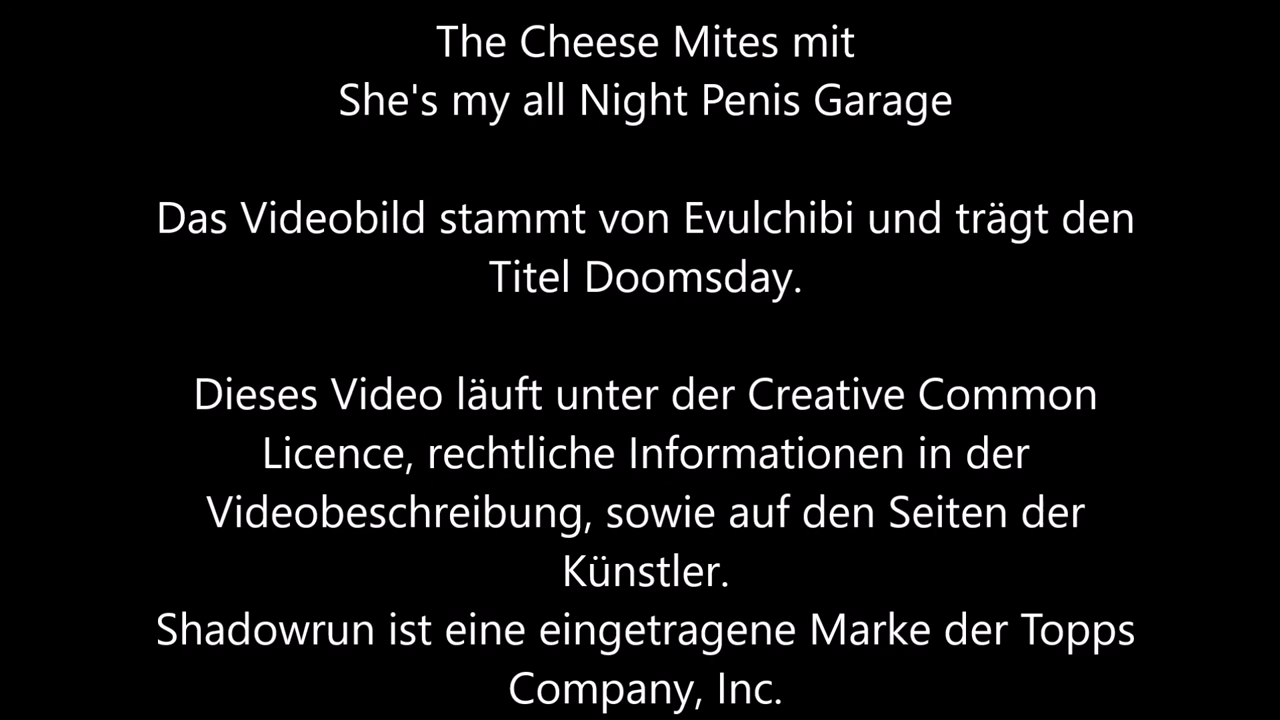 The Cheese Mites mit
She's my all Night Penis Garage
Das Videobild stammt von Evulchibi und trägt den
Titel Doomsday.
Dieses Video läuft unter der Creative Common
Licence, rechtliche Informationen in der
Videobeschreibung, sowie auf den Seiten der
Künstler.
Shadowrun ist eine eingetragene Marke der Topps
Company, Inc.